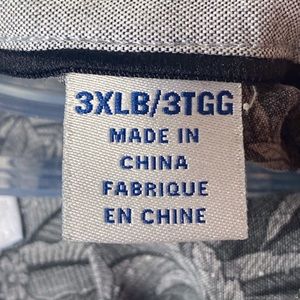 3XLB/3TGG
MADE IN
CHINA
FABRIQUE
EN CHINE